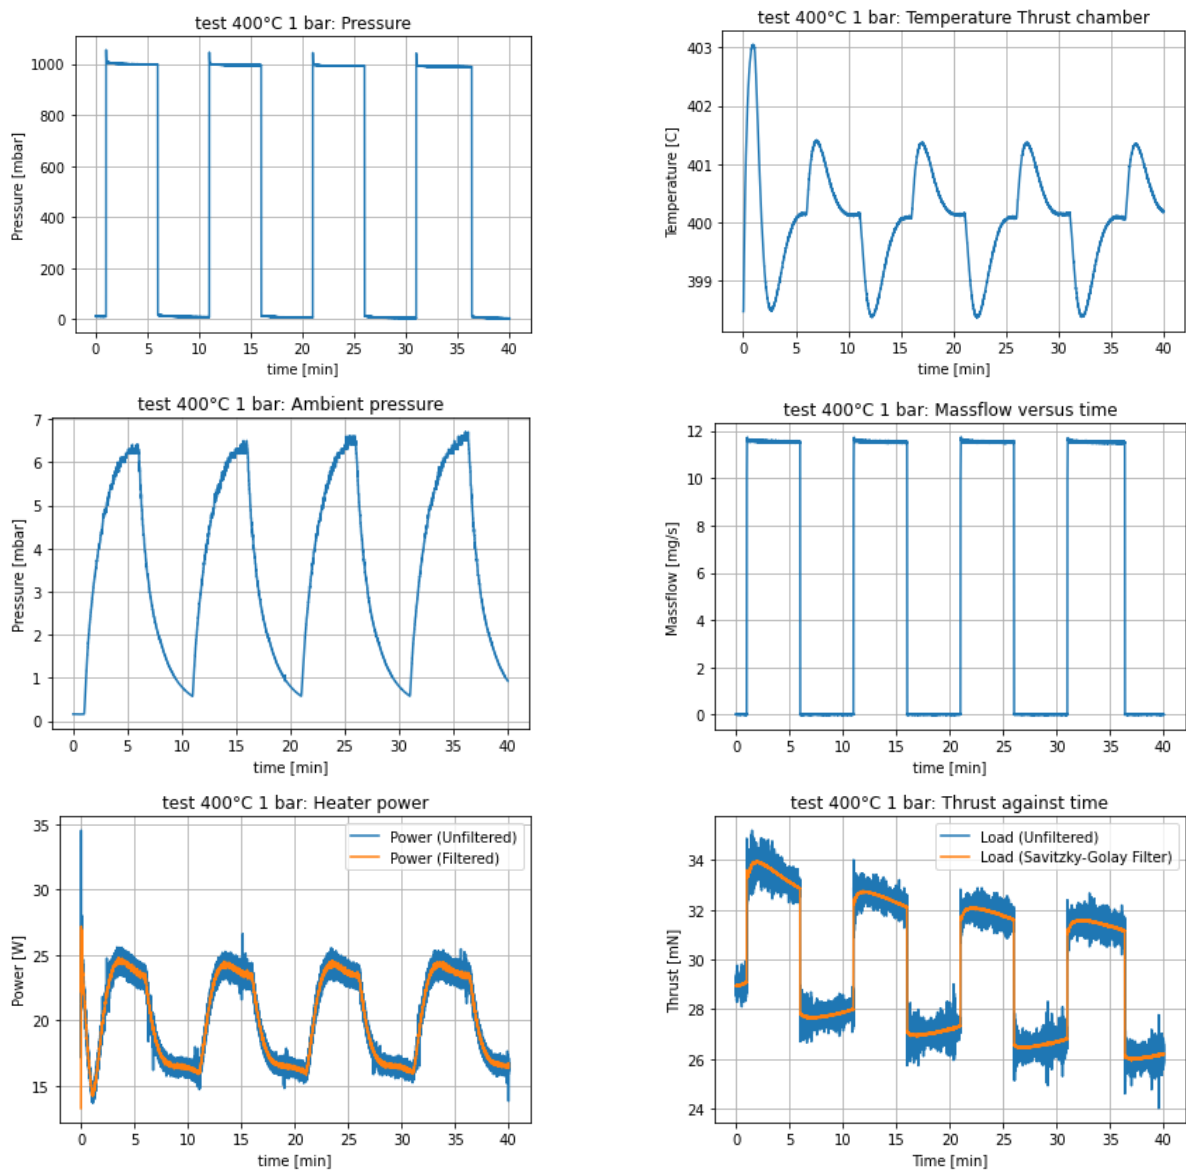 test 400°C 1 bar: Pressure
Pressure [mbar]
1000
800
600
400
200
0
0 5 10 15 20 25 30 35 40
time [min]
test 400°C 1 bar: Temperature Thrust chamber
Temperature [C]
403
402
401
400
399
0 5 10 15 20 25 30 35 40
time [min]
test 400°C 1 bar: Ambient pressure
Pressure [mbar]
7
6
5
4
3
2
1
0
0 5 10 15 20 25 30 35 40
time [min]
test 400°C 1 bar: Massflow versus time
Massflow [mg/s]
12
10
8
6
4
2
0
0 5 10 15 20 25 30 35 40
time [min]
test 400°C 1 bar: Heater power
Power [W]
35
30
25
20
15
Power (Unfiltered)
Power (Filtered)
0 5 10 15 20 25 30 35 40
time [min]
test 400°C 1 bar: Thrust against time
Thrust [mN]
34
32
30
28
26
24
Load (Unfiltered)
Load (Savitzky-Golay Filter)
0 5 10 15 20 25 30 35 40
Time [min]